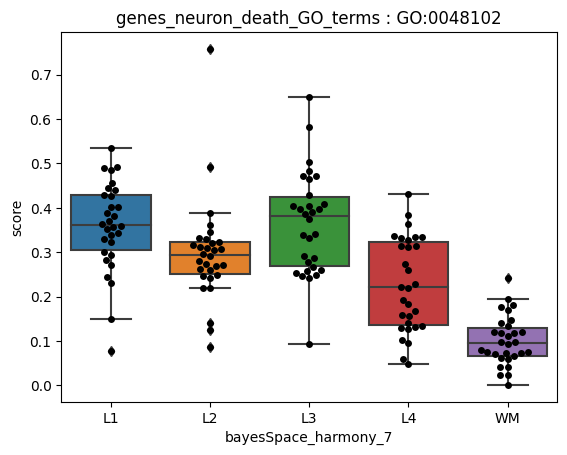 genes_neuron_death_GO_terms : GO:0048102
score
0.7
0.6
0.5
0.4
0.3
0.2
0.1
0.0
L1 L2 L3 L4 WM
bayesSpace_harmony_7